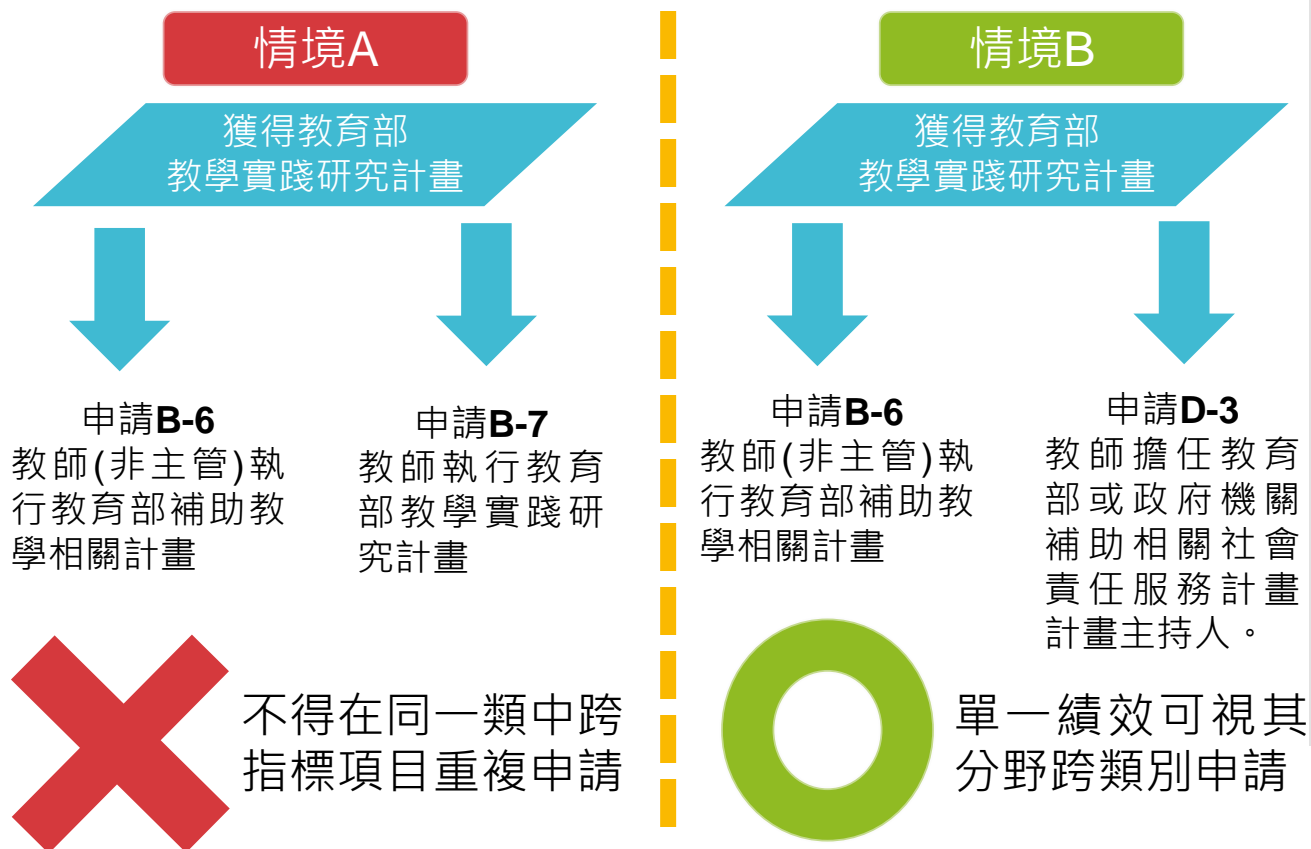 情境A
獲得教育部
教學實踐研究計畫
申請B-6
教師(非主管)執
行教育部補助教
學相關計畫
申請B-7
教師執行教育
部教學實踐研
究計畫
不得在同一類中跨
指標項目重複申請
情境B
獲得教育部
教學實踐研究計畫
申請B-6
教師(非主管)執
行教育部補助教
學相關計畫
申請D-3
教師擔任教育
部或政府機關
補助相關社會
責任服務計畫
計畫主持人。
單一績效可視其
分野跨類別申請